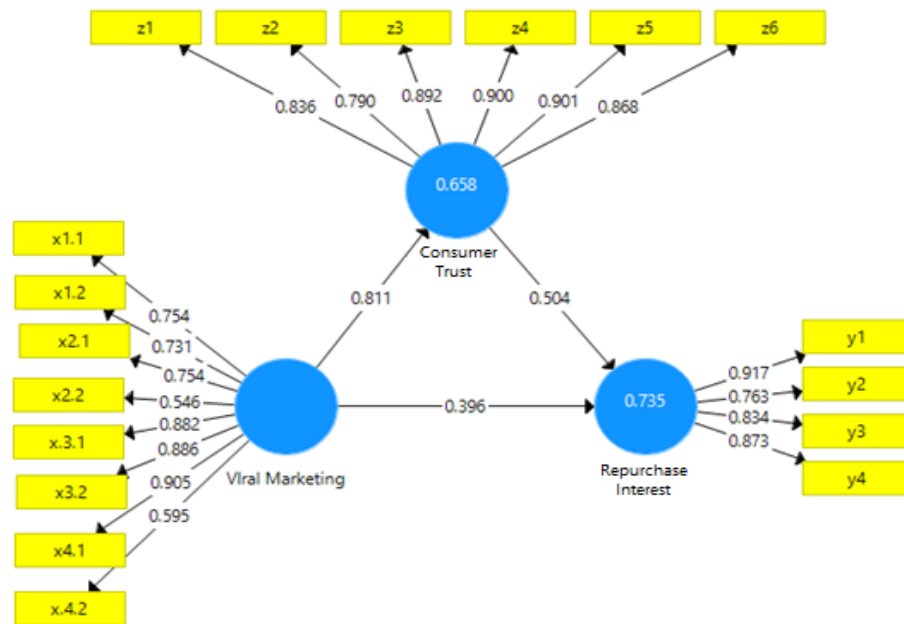 z1
z2
z3
z4
z5
z6
0.836
0.790
0.892
0.900
0.901
0.868
0.658
Consumer
Trust
x1.1
x1.2
x2.1
x2.2
x.3.1
x3.2
x4.1
x.4.2
0.754
0.731
0.754
0.546
0.882
0.886
0.905
0.595
VIral Marketing
0.811
0.504
0.396
0.735
Repurchase
Interest
0.917
0.763
0.834
0.873
y1
y2
y3
y4